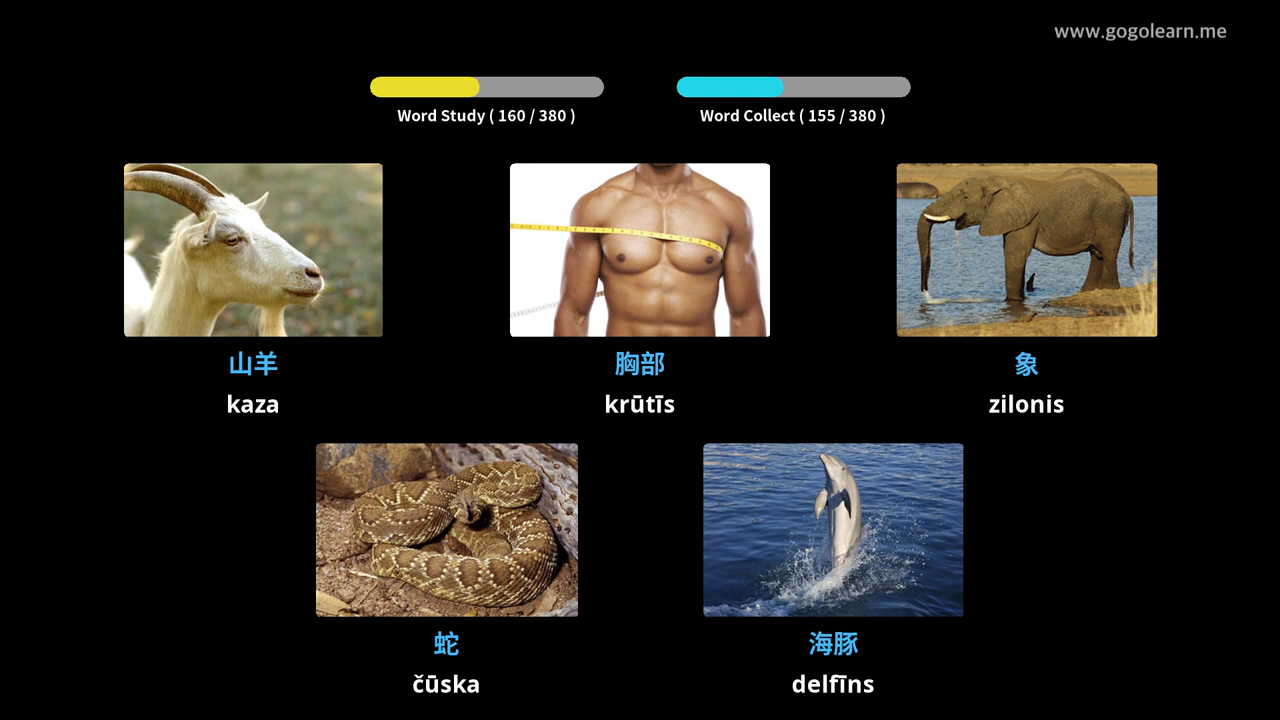 www.gogolearn.me
Word Study ( 160 / 380 )
Word Collect ( 155 / 380 )
山羊
kaza
胸部
krūtīs
象
zilonis
蛇
čūska
海豚
delfīns